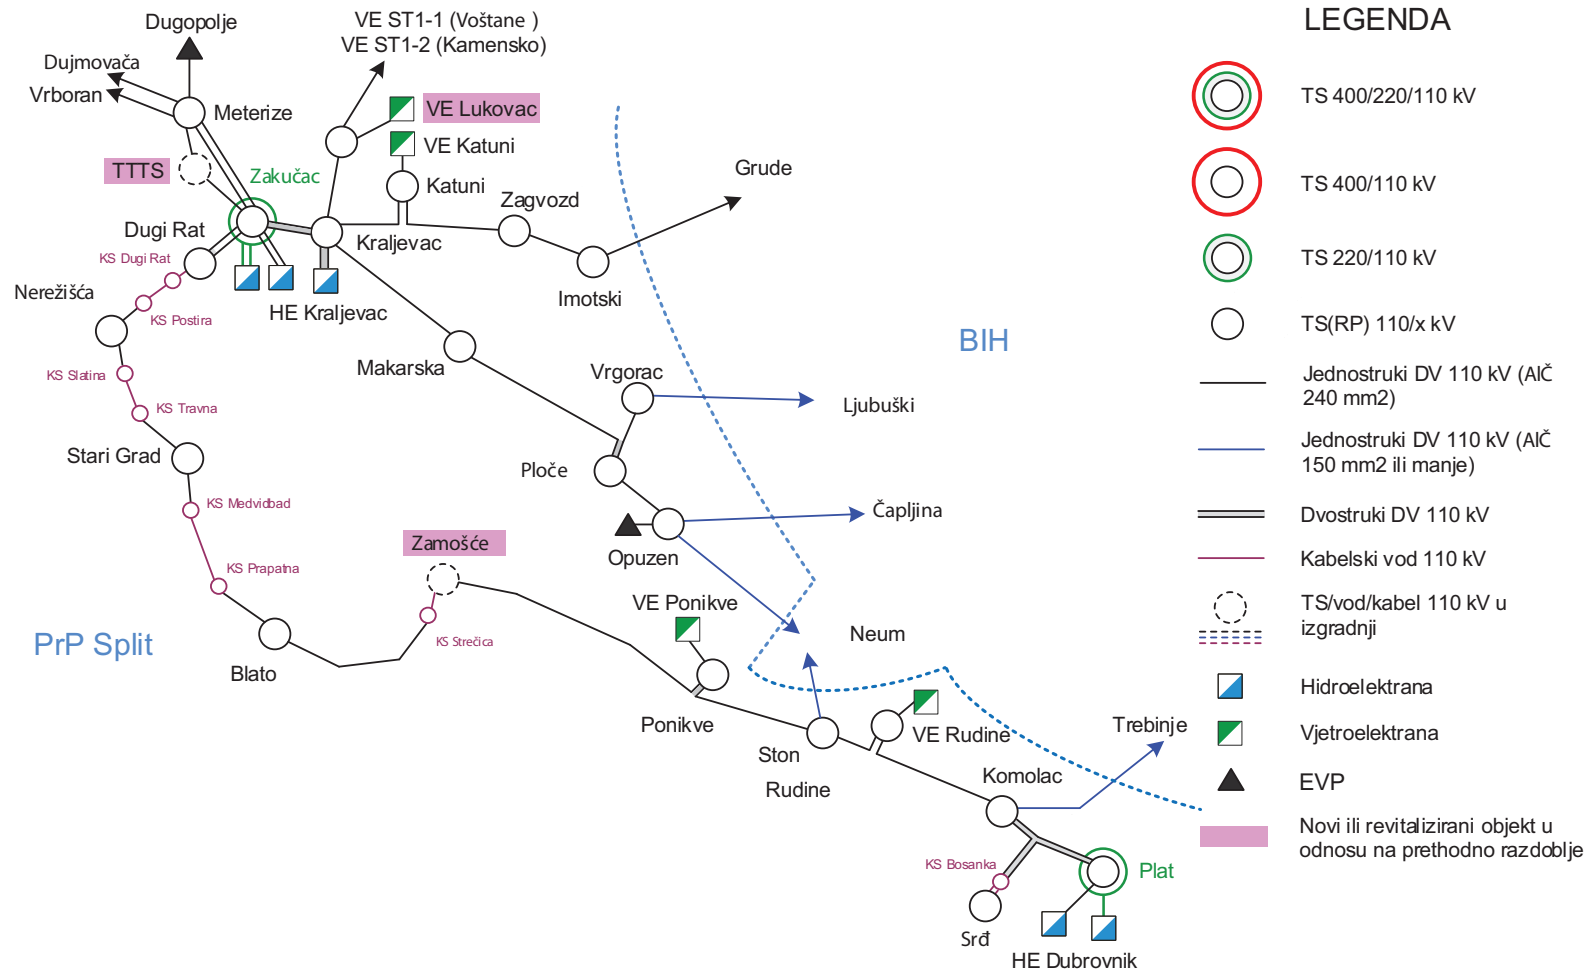 Dugopolje
VE ST1-1 (Voštane )
VE ST1-2 (Kamensko)
Dujmovača
Vrboran
Meterize
VE Lukovac
VE Katuni
TTTS
Zakučac
Katuni
Zagvozd
Grude
Dugi Rat
Kraljevac
KS Dugi Rat
Nerežišća
Imotski
HE Kraljevac
KS Postira
BIH
Makarska
Vrgorac
KS Slatina
KS Travna
Ljubuški
Stari Grad
Ploče
KS Medvidbad
Čapljina
Zamošće
Opuzen
KS Prapatna
VE Ponikve
Neum
PrP Split
KS Strečica
Blato
Ponikve
Ston
VE Rudine
Trebinje
Rudine
Komolac
KS Bosanka
Plat
Srđ
HE Dubrovnik
LEGENDA
TS 400/220/110 kV
TS 400/110 kV
TS 220/110 kV
TS(RP) 110/x kV
Jednostruki DV 110 kV (AlČ
240 mm2)
Jednostruki DV 110 kV (AlČ
150 mm2 ili manje)
Dvostruki DV 110 kV
Kabelski vod 110 kV
TS/vod/kabel 110 kV u
izgradnji
Hidroelektrana
Vjetroelektrana
EVP
Novi ili revitalizirani objekt u
odnosu na prethodno razdoblje